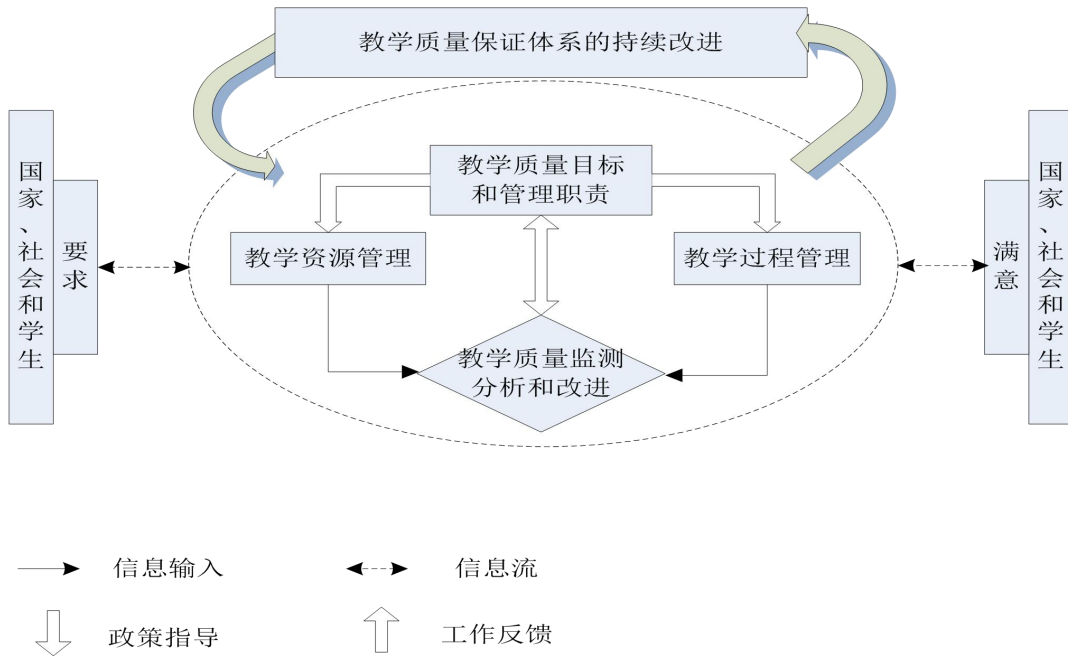 教学质量保证体系的持续改进
国家、社会和学生
要求
教学质量目标
和管理职责
教学资源管理
教学过程管理
教学质量监测
分析和改进
满意
国家、社会和学生
信息输入
信息流
政策指导
工作反馈